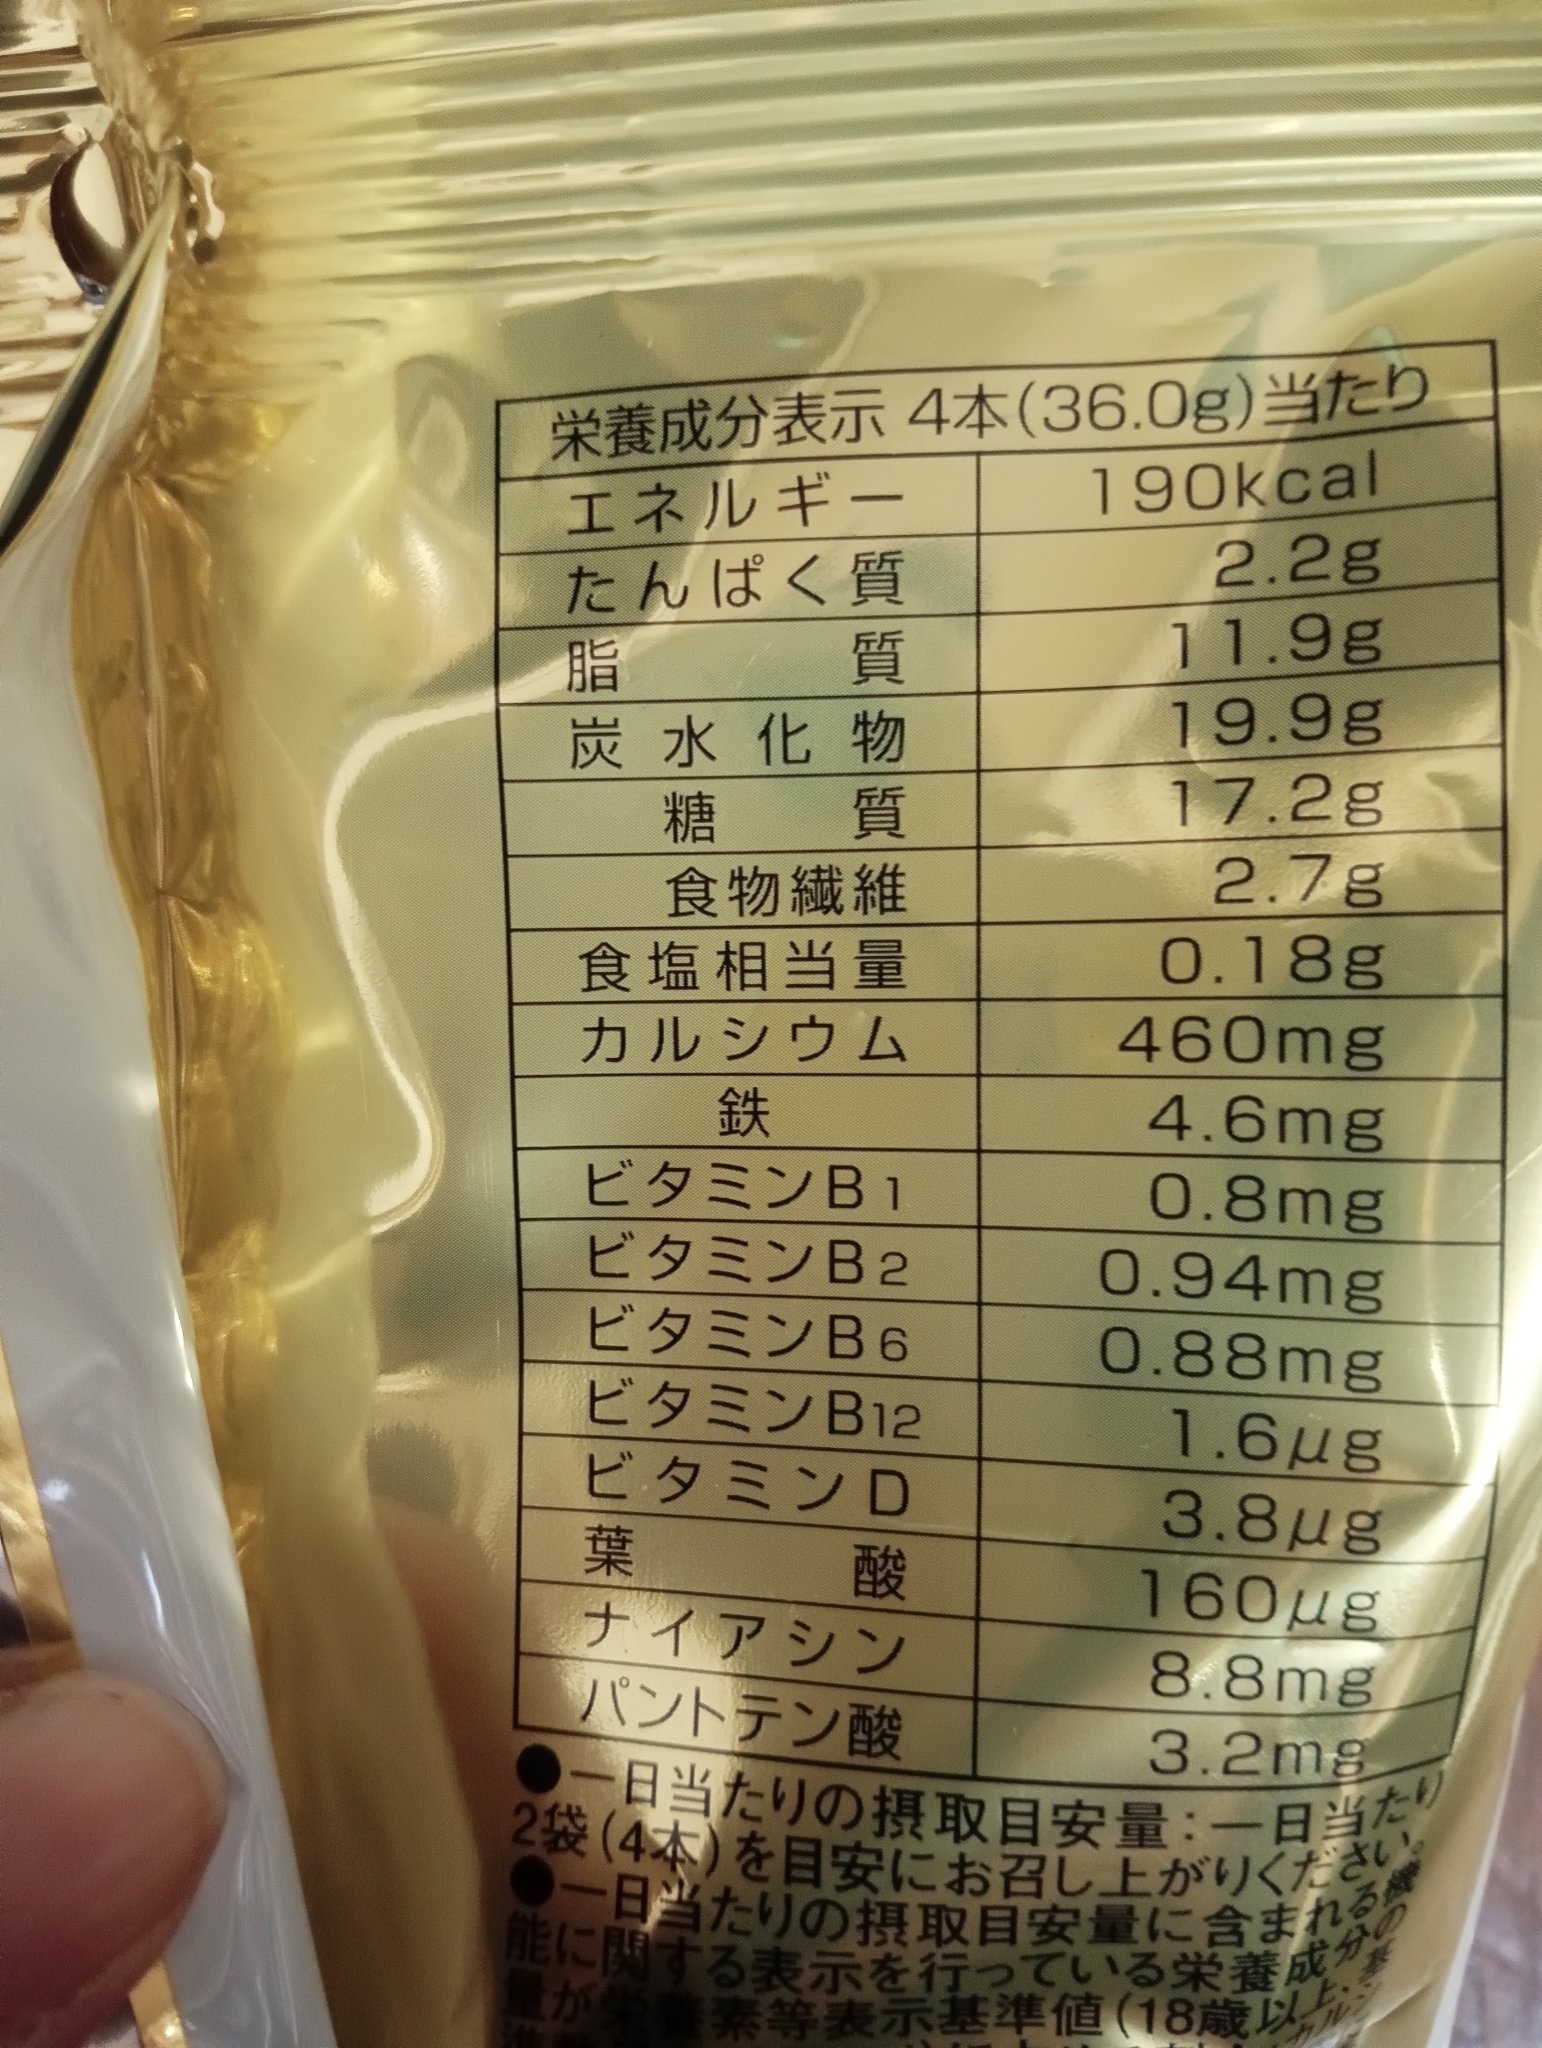 栄養成分表示 4本(36.0g)当たり
エネルギー 190kcal
たんぱく質 2.2g
脂質 11.9g
炭水化物 19.9g
糖質 17.2g
食物繊維 2.7g
食塩相当量 0.18g
カルシウム 460mg
鉄 4.6mg
ビタミンB1 0.8mg
ビタミンB2 0.94mg
ビタミンB6 0.88mg
ビタミンB12 1.6μg
ビタミンD 3.8μg
葉酸 160μg
ナイアシン 8.8mg
パントテン酸 3.2mg
●一日当たりの摂取目安量:一日当たり
2袋(4本)を目安にお召し上がりください。
●一日当たりの摂取目安量に含まれる機
能に関する表示を行っている栄養成分の
量が栄養素等表示基準値(18歳以上、